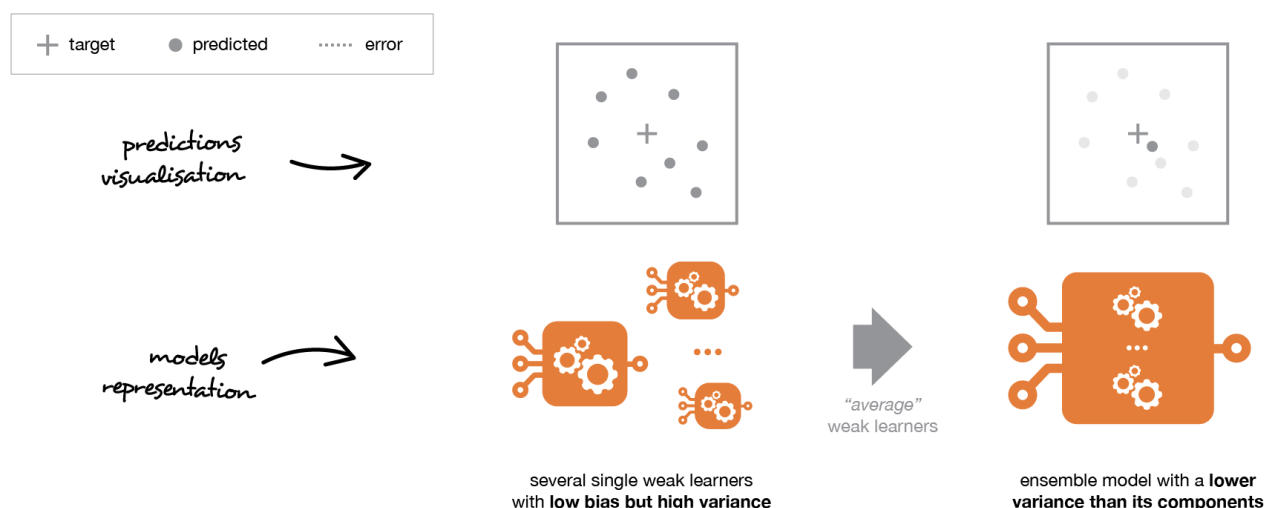 target predicted error
predictions
visualisation
models
representation
"average"
weak learners
several single weak learners
with low bias but high variance
ensemble model with a lower
variance than its components